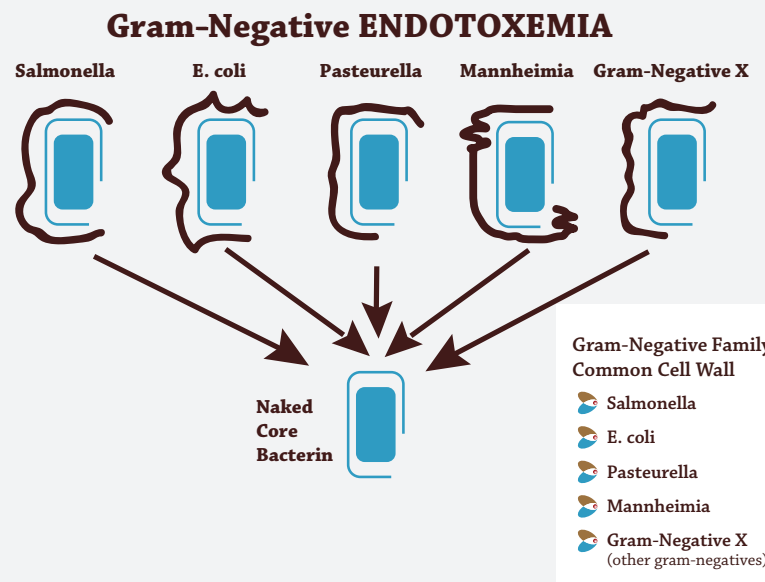 Gram-Negative ENDOTOXEMIA
Salmonella
E. coli
Pasteurella
Mannheimia
Gram-Negative X
Naked
Core
Bacterin
Gram-Negative Family
Common Cell Wall
Salmonella
E. coli
Pasteurella
Mannheimia
Gram-Negative X
(other gram-negatives)